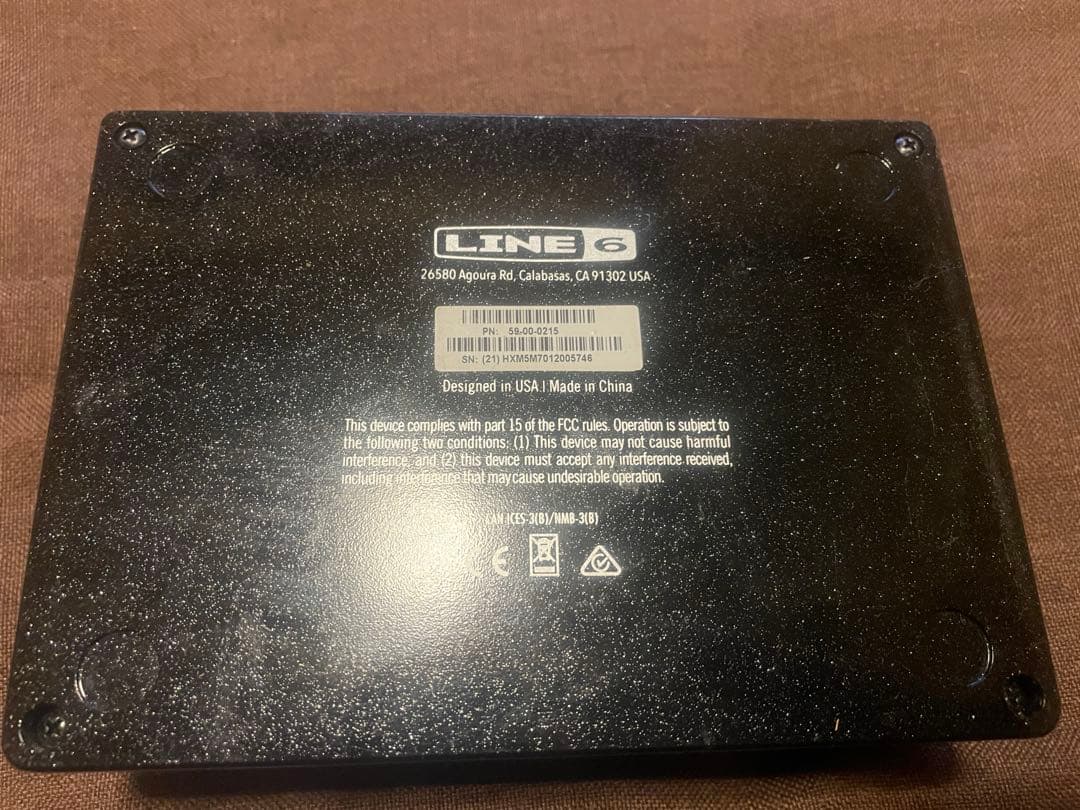 LINE 6
26580 Agoura Rd, Calabasas, CA 91302 USA
PN: 59-00-0215
SN: (21) HXM5M7012005746
Designed in USA | Made in China
This device complies with part 15 of the FCC rules. Operation is subject to
the following two conditions: (1) This device may not cause harmful
interference, and (2) this device must accept any interference received,
including interference that may cause undesirable operation.
CAN ICES-3(B)/NMB-3(B)
CE